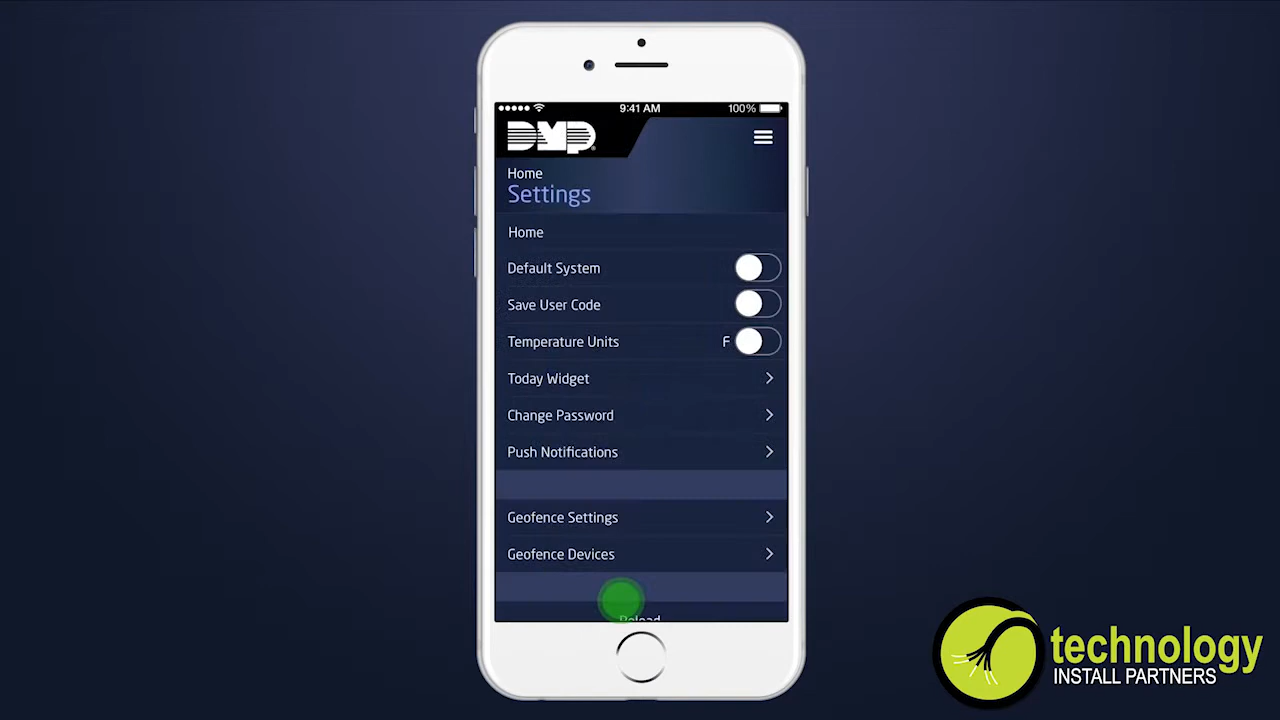 9:41 AM
100%
DMP
Home
Settings
Home
Default System
Save User Code
Temperature Units F
Today Widget
Change Password
Push Notifications
Geofence Settings
Geofence Devices
Reload
technology
INSTALL PARTNERS